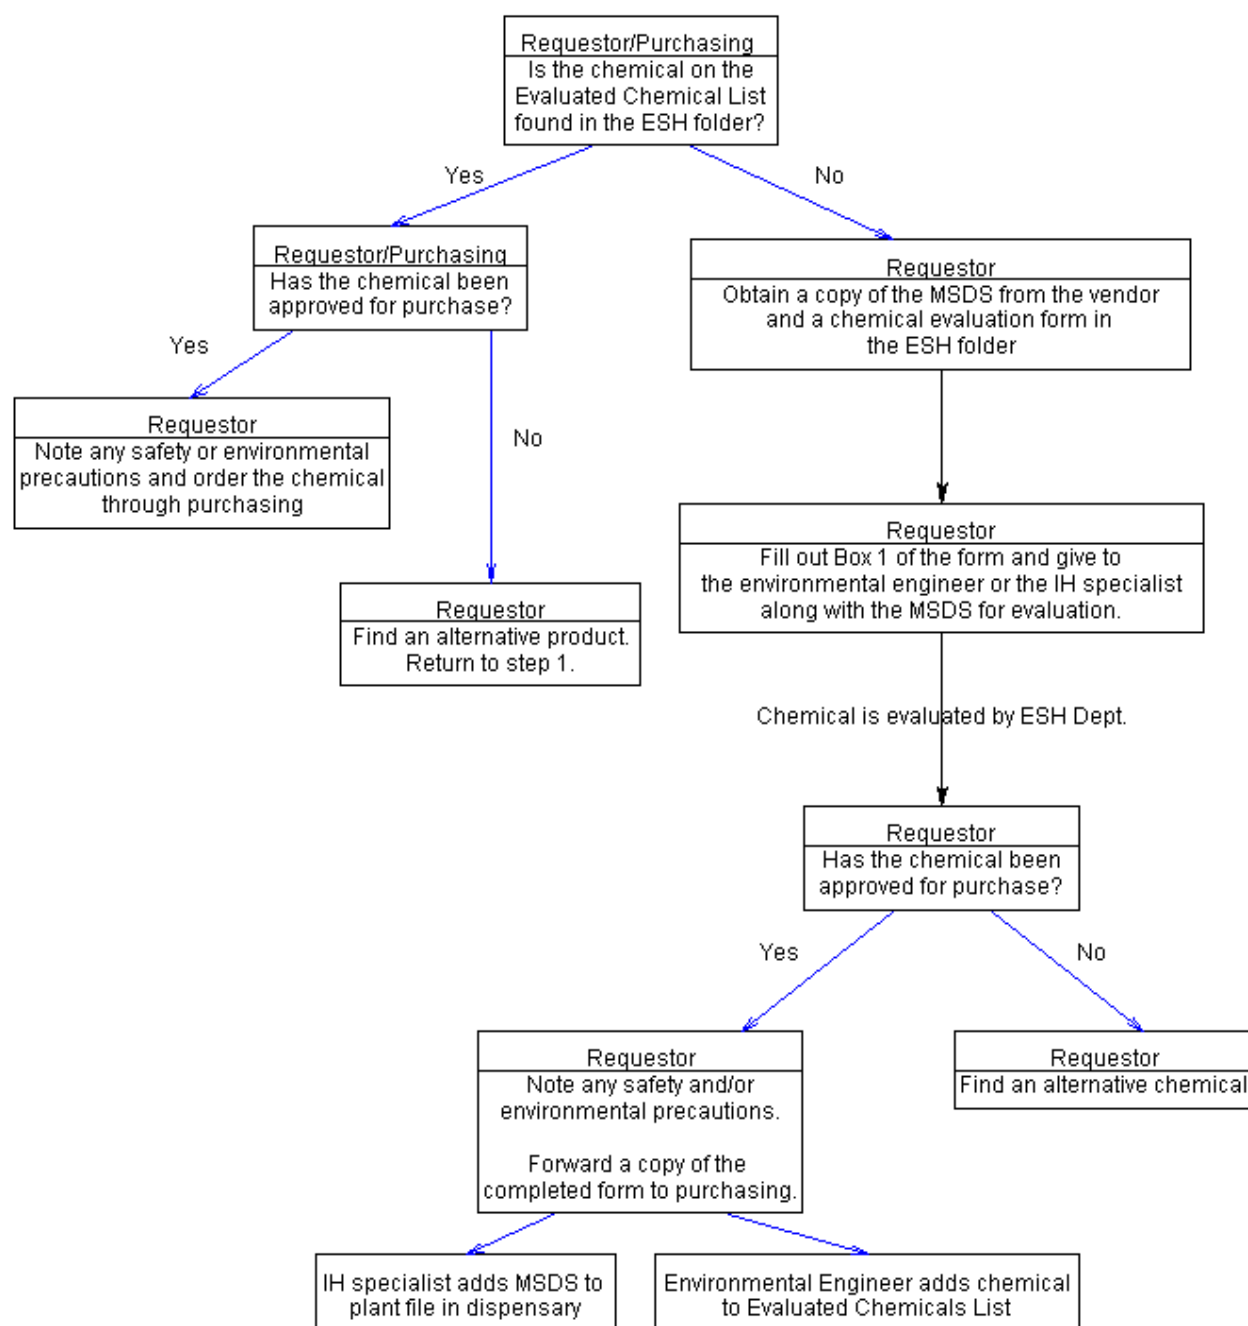 Requestor/Purchasing
Is the chemical on the
Evaluated Chemical List
found in the ESH folder?
Yes
No
Requestor/Purchasing
Has the chemical been
approved for purchase?
Requestor
Obtain a copy of the MSDS from the vendor
and a chemical evaluation form in
the ESH folder
Yes
No
Requestor
Note any safety or environmental
precautions and order the chemical
through purchasing
Requestor
Fill out Box 1 of the form and give to
the environmental engineer or the IH specialist
along with the MSDS for evaluation.
Requestor
Find an alternative product.
Return to step 1.
Chemical is evaluated by ESH Dept.
Requestor
Has the chemical been
approved for purchase?
Yes
No
Requestor
Note any safety and/or
environmental precautions.
Forward a copy of the
completed form to purchasing.
Requestor
Find an alternative chemical
IH specialist adds MSDS to
plant file in dispensary
Environmental Engineer adds chemical
to Evaluated Chemicals List